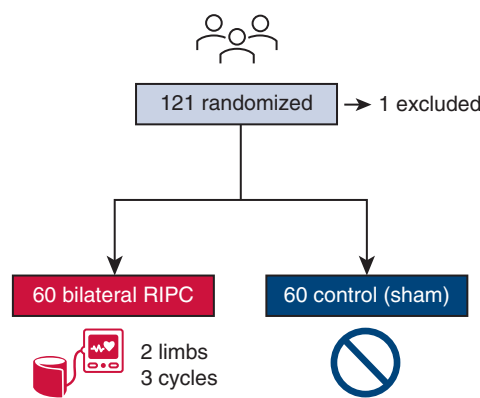 121 randomized
1 excluded
60 bilateral RIPC
60 control (sham)
2 limbs
3 cycles